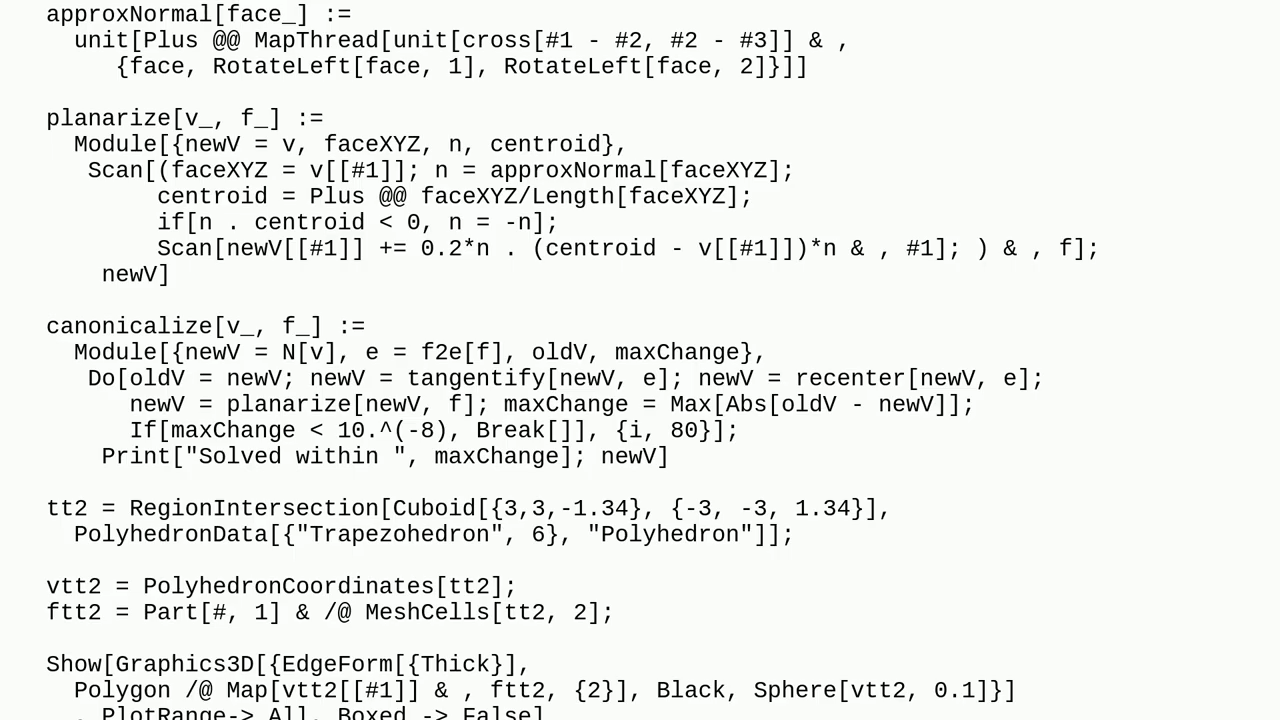 approxNormal[face_] :=
unit[Plus @@ MapThread[unit[cross[#1 - #2, #2 - #3]] & ,
{face, RotateLeft[face, 1], RotateLeft[face, 2]}]]
planarize[v_, f_] :=
Module[{newV = v, faceXYZ, n, centroid},
Scan[(faceXYZ = v[[#1]]; n = approxNormal[faceXYZ];
centroid = Plus @@ faceXYZ/Length[faceXYZ];
if[n . centroid < 0, n = -n];
Scan[newV[[#1]] += 0.2*n . (centroid - v[[#1]])*n & , #1]; ) & , f];
newV]
canonicalize[v_, f_] :=
Module[{newV = N[v], e = f2e[f], oldV, maxChange},
Do[oldV = newV; newV = tangentify[newV, e]; newV = recenter[newV, e];
newV = planarize[newV, f]; maxChange = Max[Abs[oldV - newV]];
If[maxChange < 10.^(-8), Break[]], {i, 80}];
Print["Solved within ", maxChange]; newV]
tt2 = RegionIntersection[Cuboid[{3,3,-1.34}, {-3, -3, 1.34}],
PolyhedronData[{"Trapezohedron", 6}, "Polyhedron"]];
vtt2 = PolyhedronCoordinates[tt2];
ftt2 = Part[#, 1] & /@ MeshCells[tt2, 2];
Show[Graphics3D[{EdgeForm[{Thick}],
Polygon /@ Map[vtt2[[#1]] & , ftt2, {2}], Black, Sphere[vtt2, 0.1]}]
, PlotRange-> All, Boxed -> False]